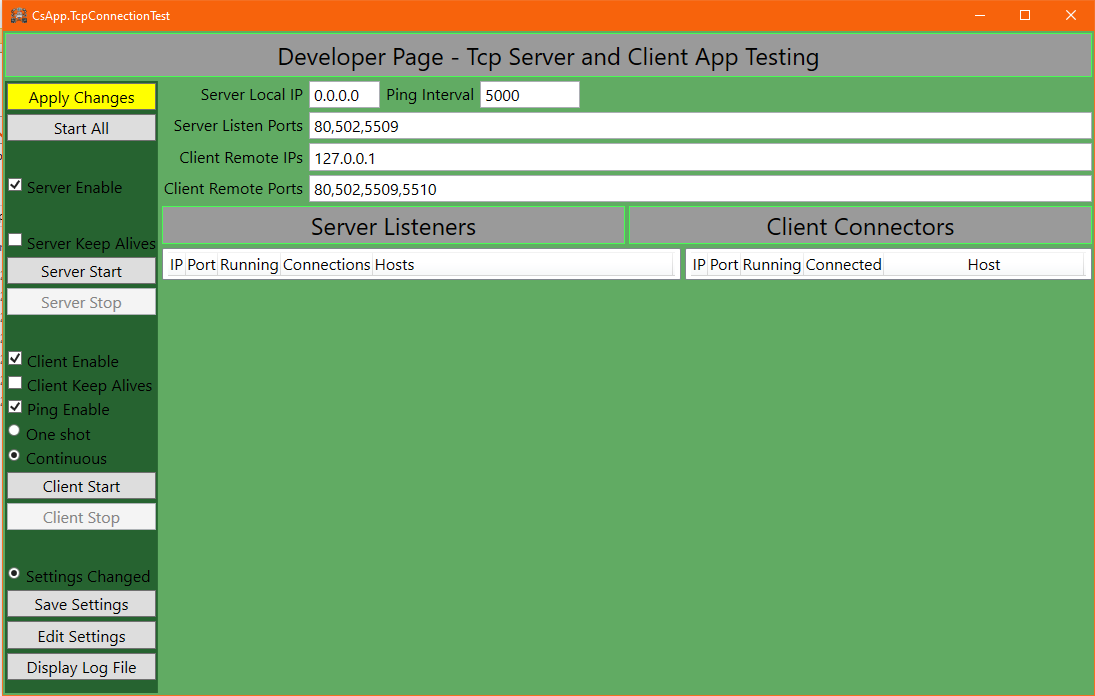 CsApp.TcpConnectionTest
Developer Page - Tcp Server and Client App Testing
Apply Changes
Start All
Server Enable
Server Keep Alives
Server Start
Server Stop
Client Enable
Client Keep Alives
Ping Enable
One shot
Continuous
Client Start
Client Stop
Settings Changed
Save Settings
Edit Settings
Display Log File
Server Local IP 0.0.0.0 Ping Interval 5000
Server Listen Ports 80,502,5509
Client Remote IPs 127.0.0.1
Client Remote Ports 80,502,5509,5510
Server Listeners
IP Port Running Connections Hosts
Client Connectors
IP Port Running Connected Host